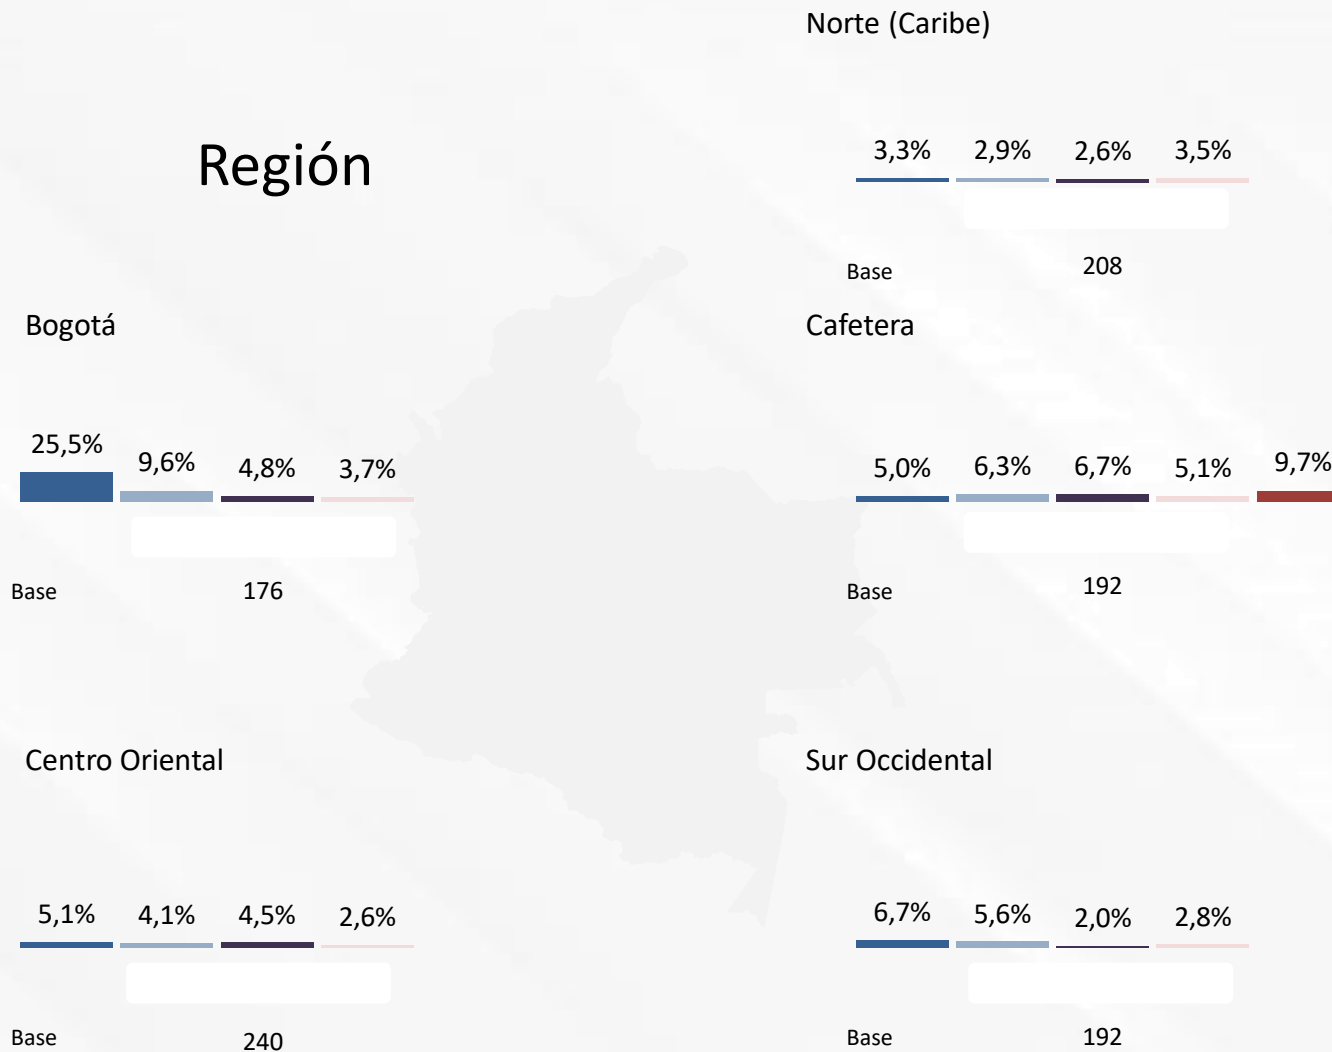 Región
Norte (Caribe)
3,3% 2,9% 2,6% 3,5%
Base 208
Bogotá
25,5% 9,6% 4,8% 3,7%
Base 176
Cafetera
5,0% 6,3% 6,7% 5,1% 9,7%
Base 192
Centro Oriental
5,1% 4,1% 4,5% 2,6%
Base 240
Sur Occidental
6,7% 5,6% 2,0% 2,8%
Base 192